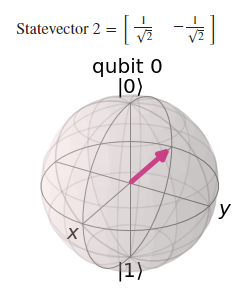 Statevector 2 = [ 1/√2 −1/√2 ]
qubit 0
|0⟩
y
x
|1⟩